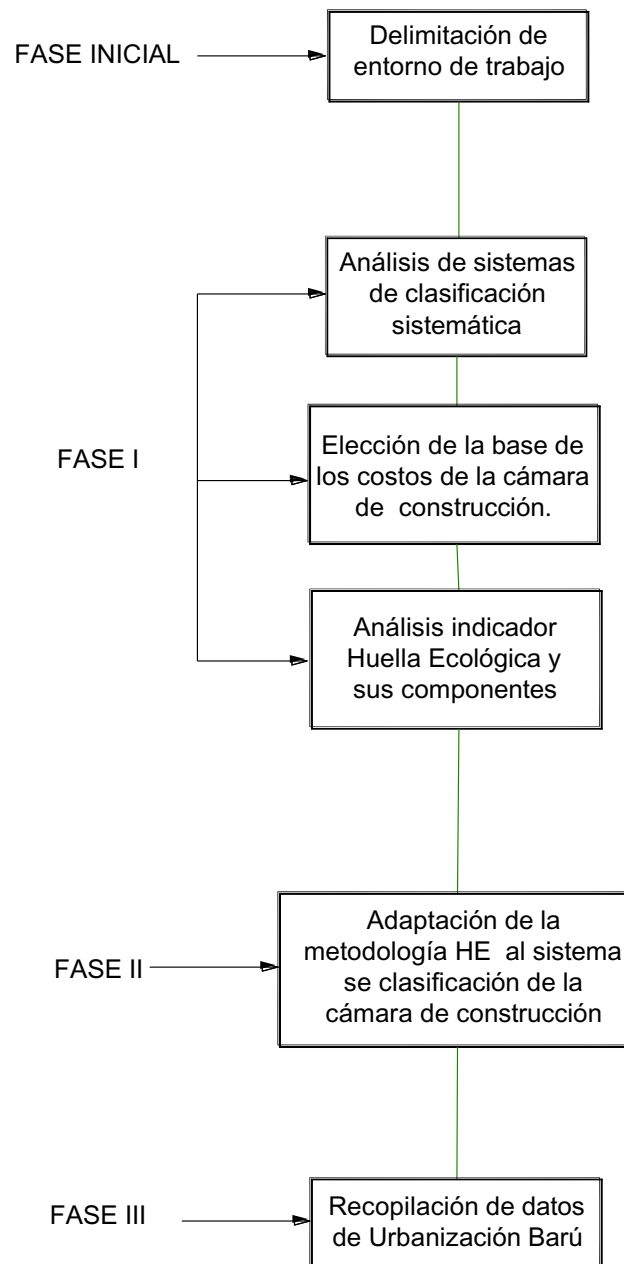 FASE INICIAL
Delimitación de
entorno de trabajo
Análisis de sistemas
de clasificación
sistemática
FASE I
Elección de la base de
los costos de la cámara
de construcción.
Análisis indicador
Huella Ecológica y
sus componentes
FASE II
Adaptación de la
metodología HE al sistema
se clasificación de la
cámara de construcción
FASE III
Recopilación de datos
de Urbanización Barú